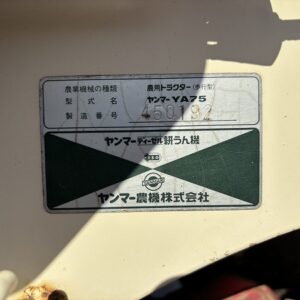 農業機械の種類 農用トラクター(歩行型)
型式名 ヤンマーYA75
製造番号 450192
ヤンマーディーゼル耕うん機
ヤンマー農機株式会社